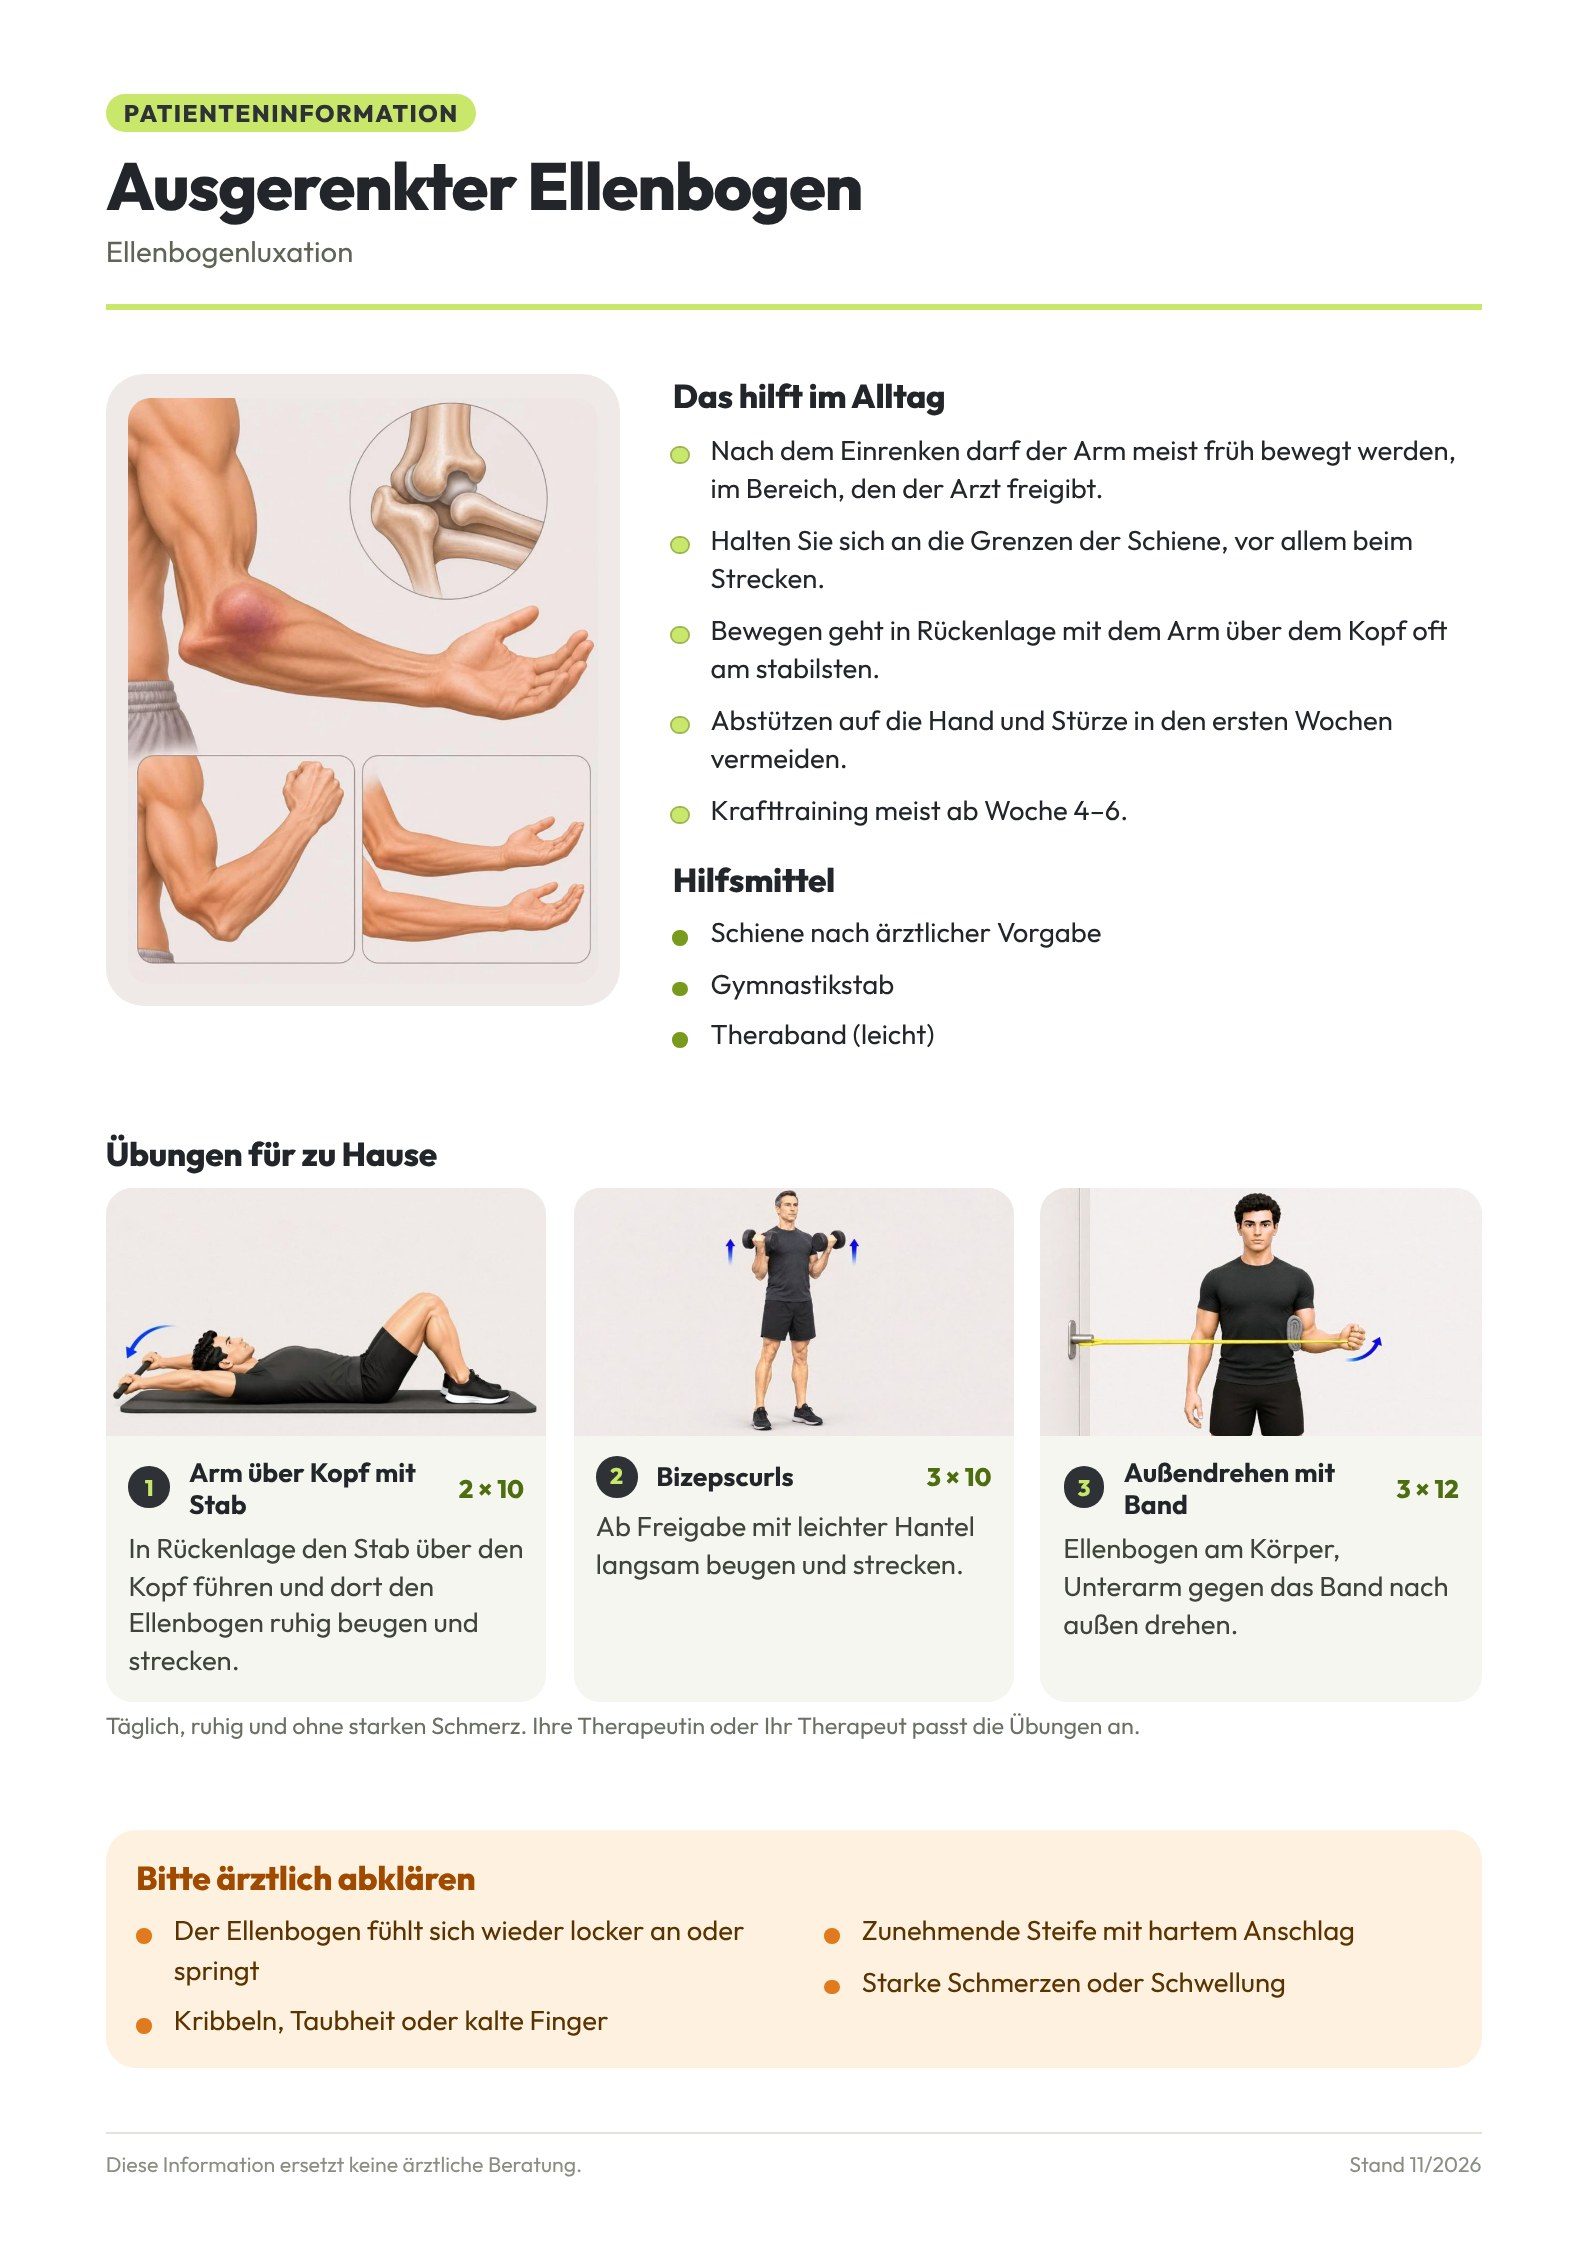 PATIENTENINFORMATION
Ausgerenkter Ellenbogen
Ellenbogenluxation
Das hilft im Alltag
Nach dem Einrenken darf der Arm meist früh bewegt werden,
im Bereich, den der Arzt freigibt.
Halten Sie sich an die Grenzen der Schiene, vor allem beim
Strecken.
Bewegen geht in Rückenlage mit dem Arm über dem Kopf oft
am stabilsten.
Abstützen auf die Hand und Stürze in den ersten Wochen
vermeiden.
Krafttraining meist ab Woche 4–6.
Hilfsmittel
Schiene nach ärztlicher Vorgabe
Gymnastikstab
Theraband (leicht)
Übungen für zu Hause
1 Arm über Kopf mit
Stab
2 × 10
In Rückenlage den Stab über den
Kopf führen und dort den
Ellenbogen ruhig beugen und
strecken.
2 Bizepscurls 3 × 10
Ab Freigabe mit leichter Hantel
langsam beugen und strecken.
3 Außendrehen mit
Band
3 × 12
Ellenbogen am Körper,
Unterarm gegen das Band nach
außen drehen.
Täglich, ruhig und ohne starken Schmerz. Ihre Therapeutin oder Ihr Therapeut passt die Übungen an.
Bitte ärztlich abklären
Der Ellenbogen fühlt sich wieder locker an oder
springt
Kribbeln, Taubheit oder kalte Finger
Zunehmende Steife mit hartem Anschlag
Starke Schmerzen oder Schwellung
Diese Information ersetzt keine ärztliche Beratung.
Stand 11/2026